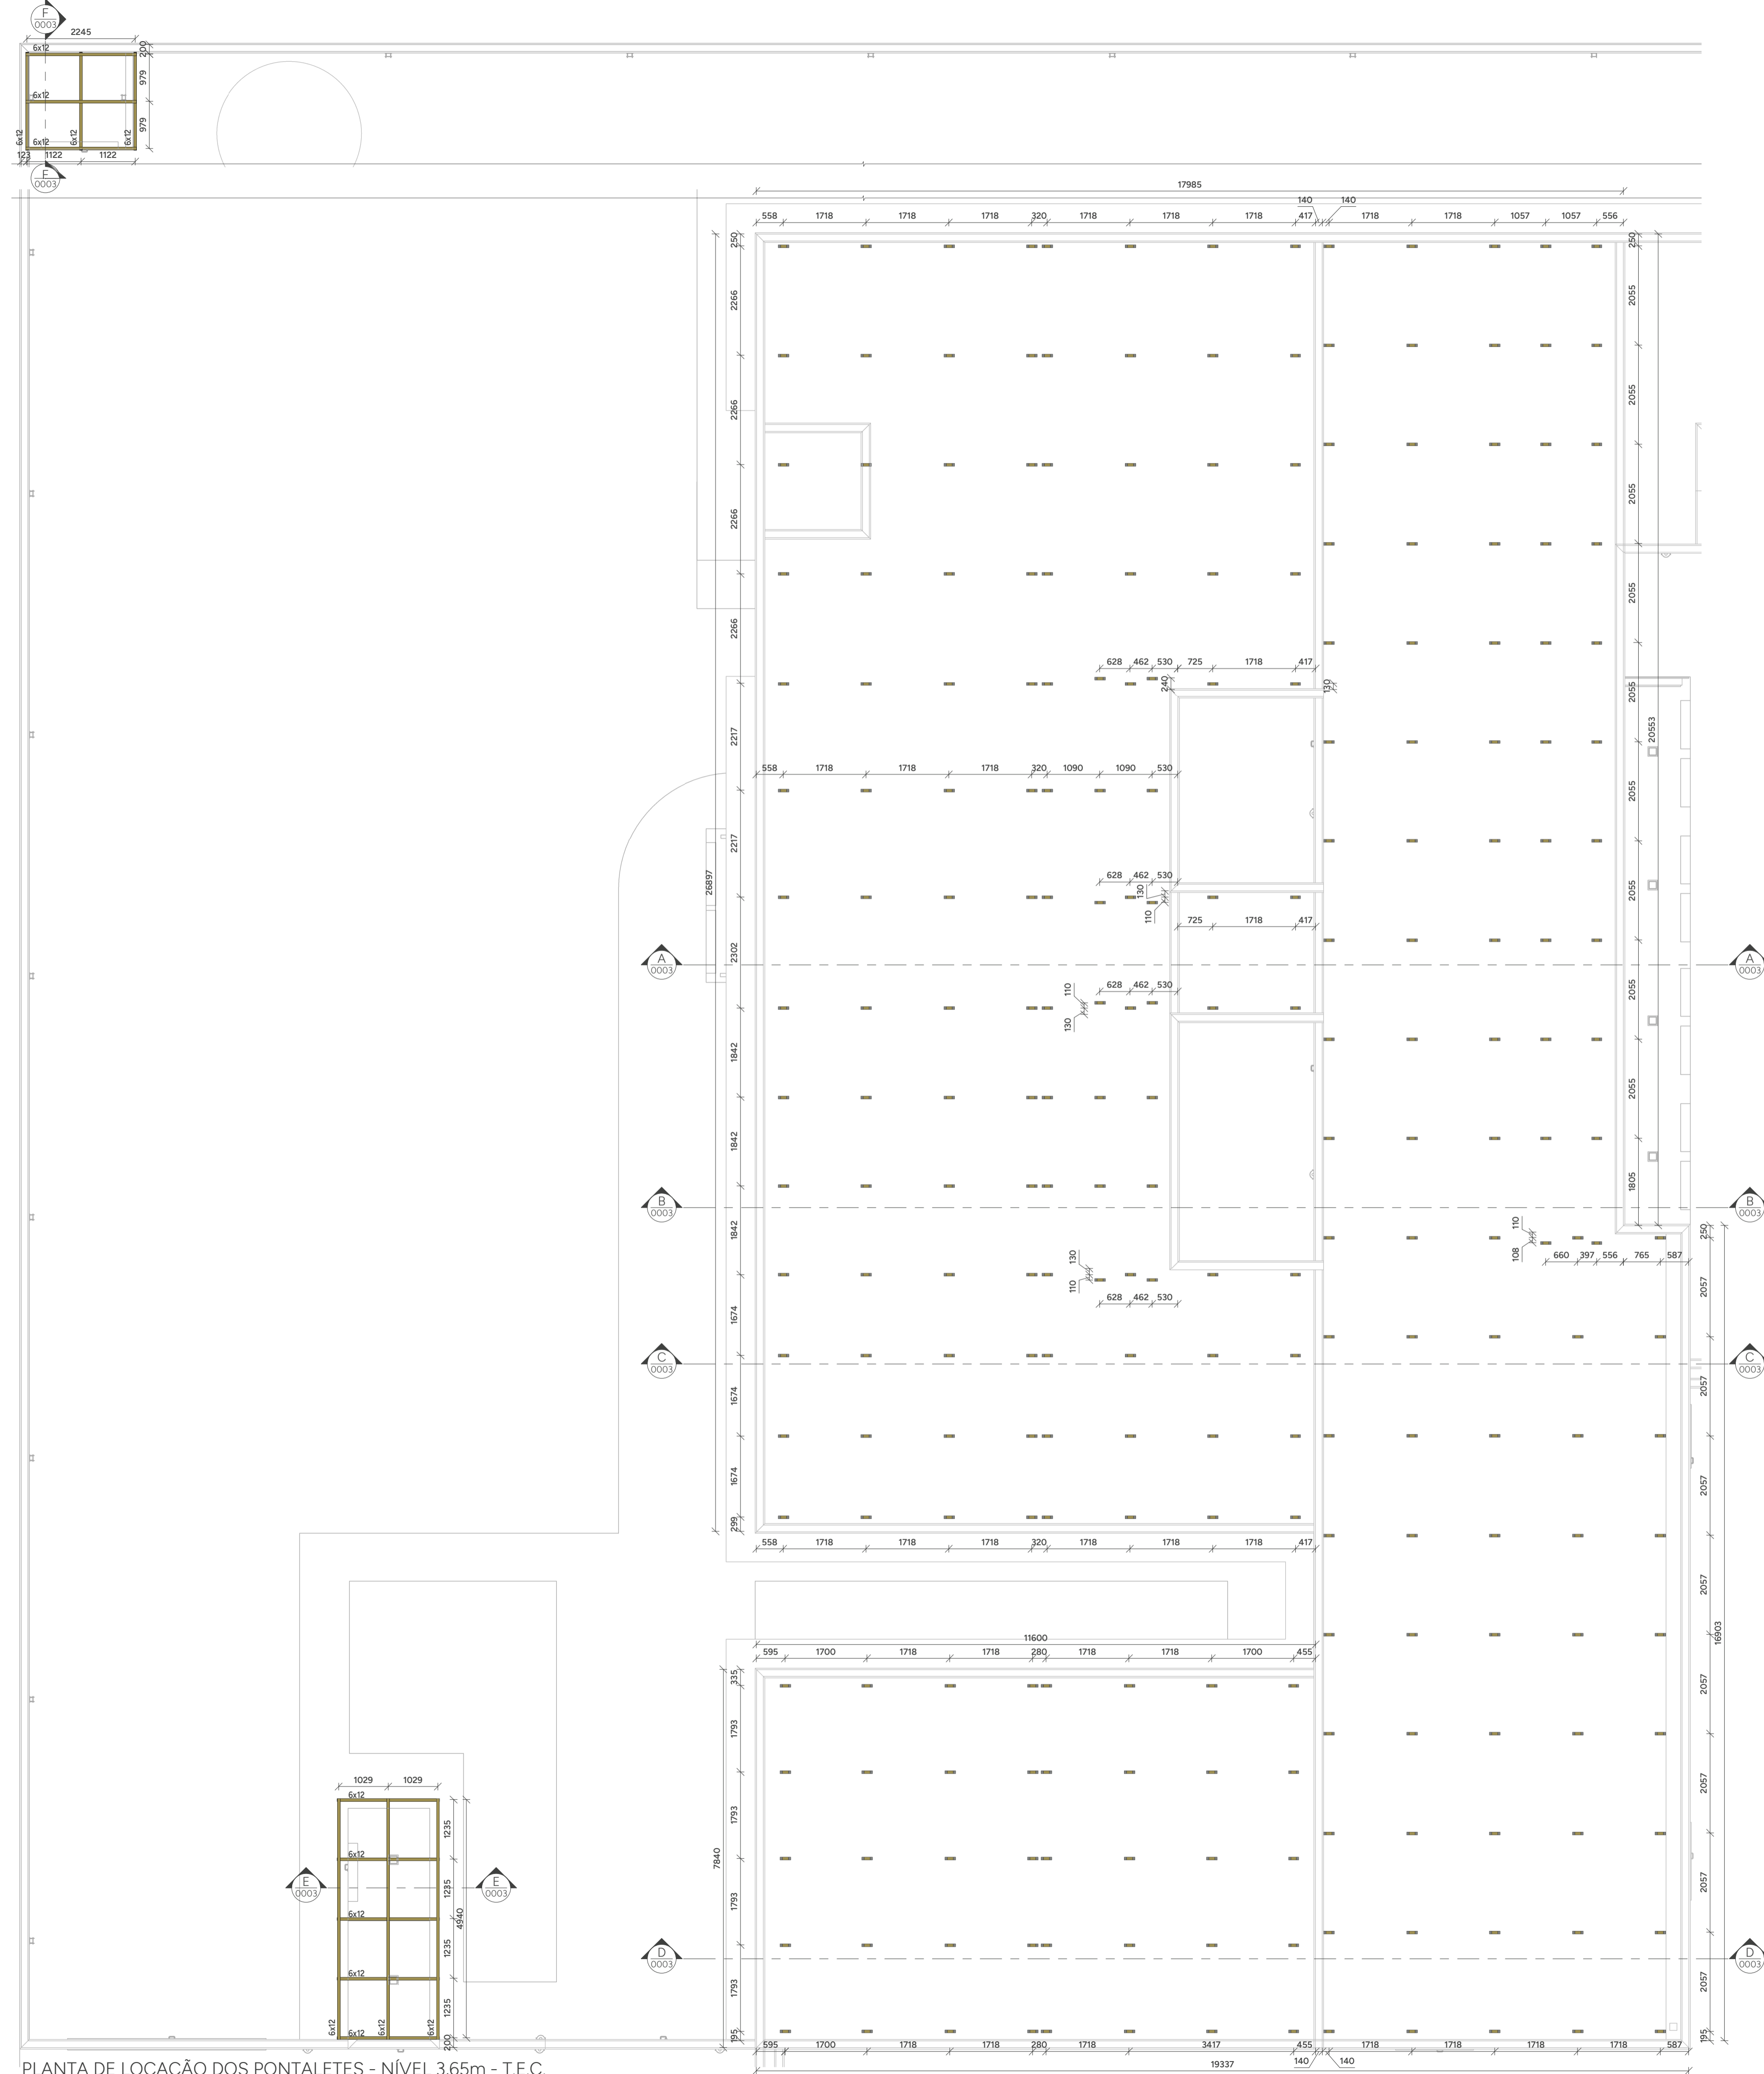 F
0003
2245
6x12
200
979
6x12
979
6x12
6x12
6x12
6x12
123 1122 1122
F
0003
17985
140 140
558 1718 1718 1718 320 1718 1718 1718 417 1718 1718 1057 1057 556
250
250
2266
2055
2266
2055
2266
2055
2266
2055
628 462 530 725 1718 417
240
130
2055
2217
20553
558 1718 1718 1718 320 1090 1090 530
2055
2217
26897
628 462 530
130
110
2055
725 1718 417
2302
A
0003
A
0003
628 462 530
110
130
2055
1842
2055
1842
1805
B
0003
B
0003
1842
110
108
250
660 397 556 765 587
130
110
628 462 530
1674
2057
C
0003
C
0003
1674
2057
1674
2057
299
558 1718 1718 1718 320 1718 1718 1718 417
2057
16903
11600
595 1700 1718 1718 280 1718 1718 1700 455
335
2057
1793
2057
1029 1029
6x12
1793
1235
7840
6x12
E
0003
E
0003
1235
4940
1793
2057
6x12
1235
D
0003
D
0003
6x12
1793
2057
1235
6x12
6x12
6x12
6x12
200
195
195
595 1700 1718 1718 280 1718 3417 455 1718 1718 1718 1718 587
140 140
19337
PLANTA DE LOCAÇÃO DOS PONTALETES - NÍVEL 3,65m - T.E.C.